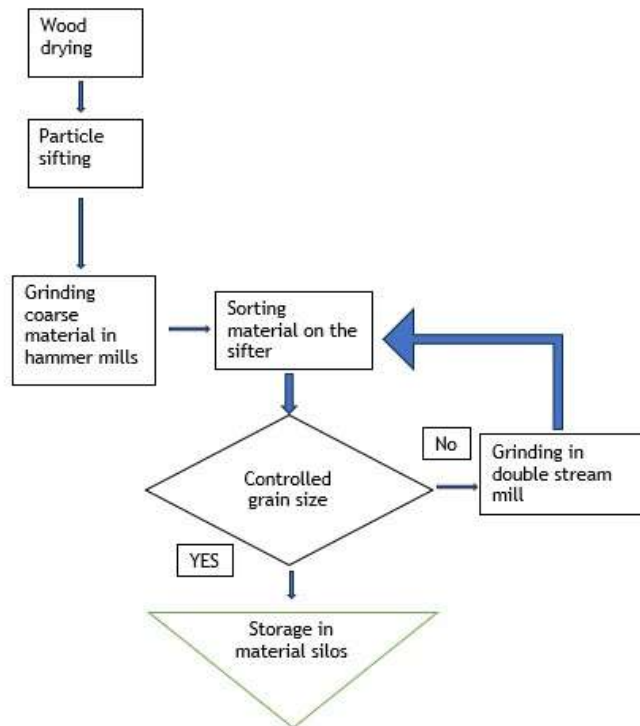 Wood
drying
Particle
sifting
Grinding
coarse
material in
hammer mills
Sorting
material on the
sifter
Controlled
grain size
No
Grinding in
double stream
mill
YES
Storage in
material silos